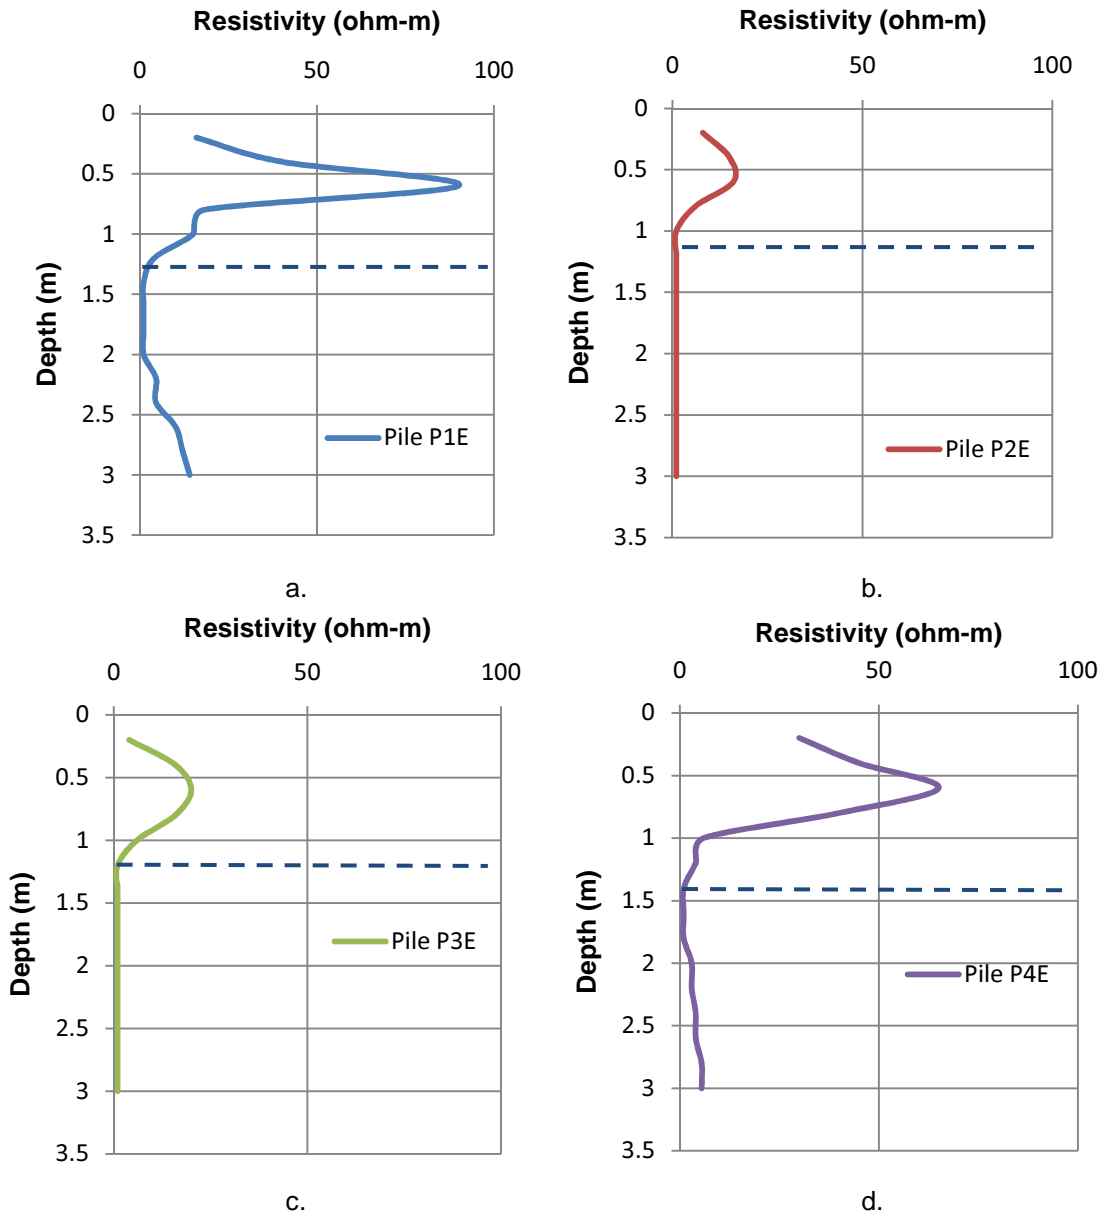 Resistivity (ohm-m)
0 50 100
0
0.5
1
1.5
2
2.5
3
3.5
Depth (m)
Pile P1E
a.
Resistivity (ohm-m)
0 50 100
0
0.5
1
1.5
2
2.5
3
3.5
Depth (m)
Pile P2E
b.
Resistivity (ohm-m)
0 50 100
0
0.5
1
1.5
2
2.5
3
3.5
Depth (m)
Pile P3E
c.
Resistivity (ohm-m)
0 50 100
0
0.5
1
1.5
2
2.5
3
3.5
Depth (m)
Pile P4E
d.